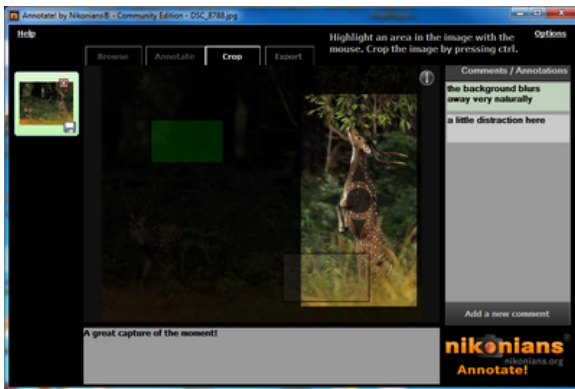 Annotate! by Nikonians® - Community Edition - DSC_8788.jpg
Help
Browse
Annotate
Crop
Export
Highlight an area in the image with the
mouse. Crop the image by pressing ctrl.
Options
Comments / Annotations
the background blurs
away very naturally
a little distraction here
Add a new comment
A great capture of the moment!
nikonians®
nikonians.org
Annotate!